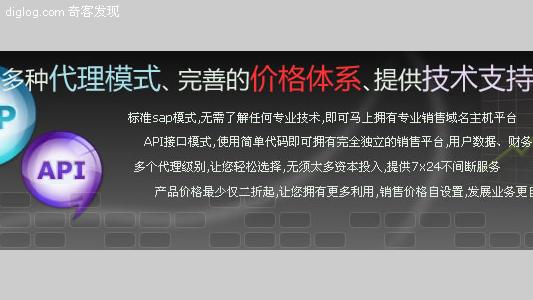 diglog.com 奇客发现
多种代理模式、完善的价格体系、提供技术支持
标准sap模式,无需了解任何专业技术,即可马上拥有专业销售域名主机平台
P
API接口模式,使用简单代码即可拥有完全独立的销售平台,用户数据、财务
API
多个代理级别,让您轻松选择,无须太多资本投入,提供7x24不间断服务
产品价格最少仅二折起,让您拥有更多利用,销售价格自设置,发展业务更自